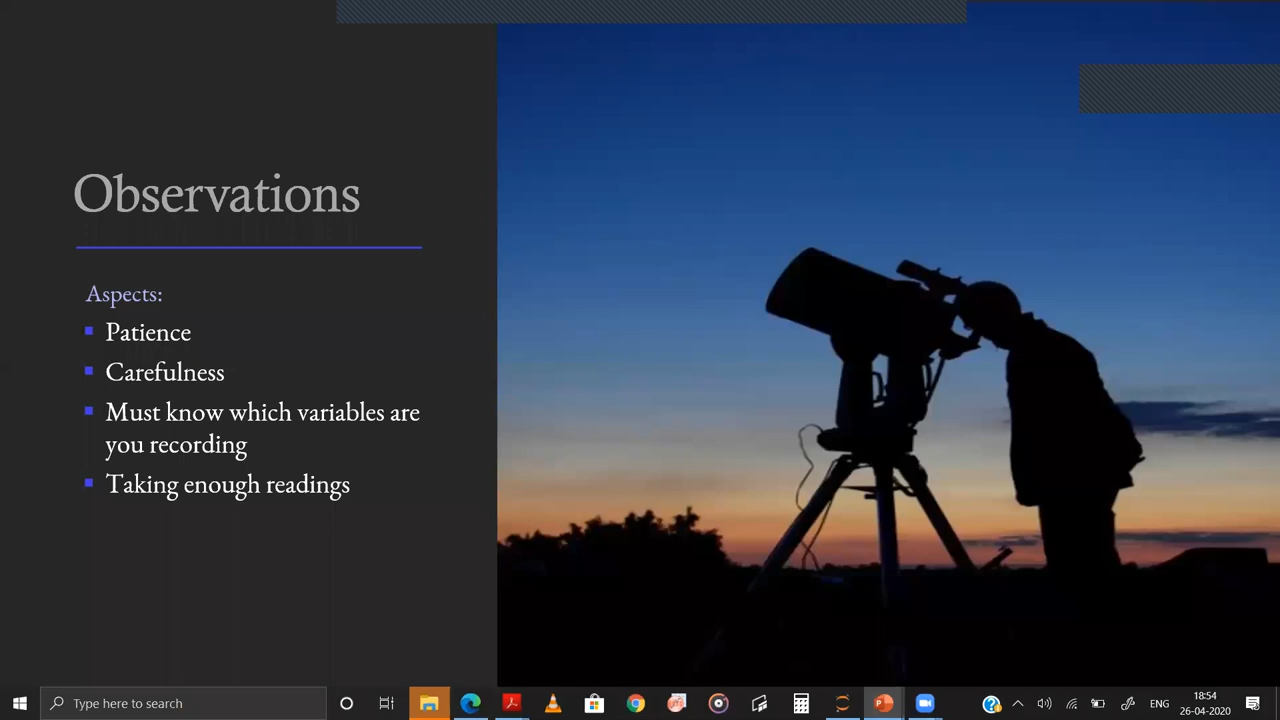 Observations
Aspects:
Patience
Carefulness
Must know which variables are
you recording
Taking enough readings
Type here to search
ENG
18:54
26-04-2020